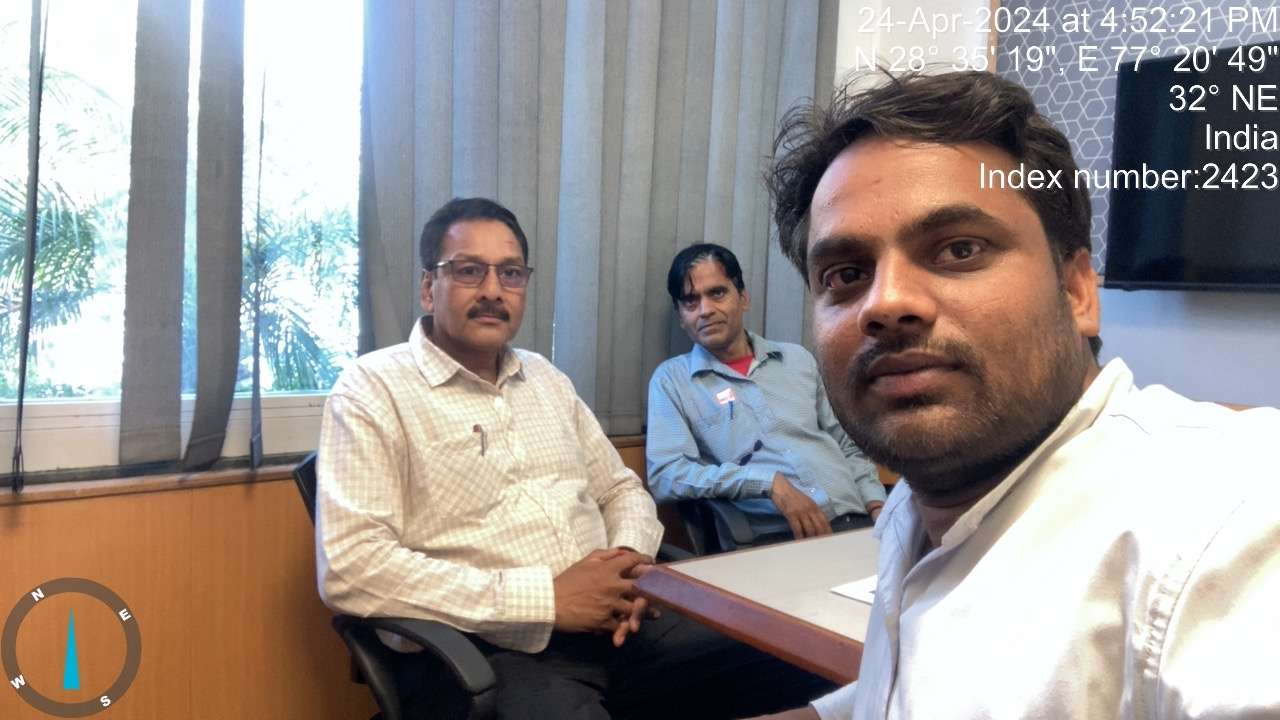 24-Apr-2024 at 4:52:21 PM
N 28° 35' 19", E 77° 20' 49"
32° NE
India
Index number:2423
N
E
W
S